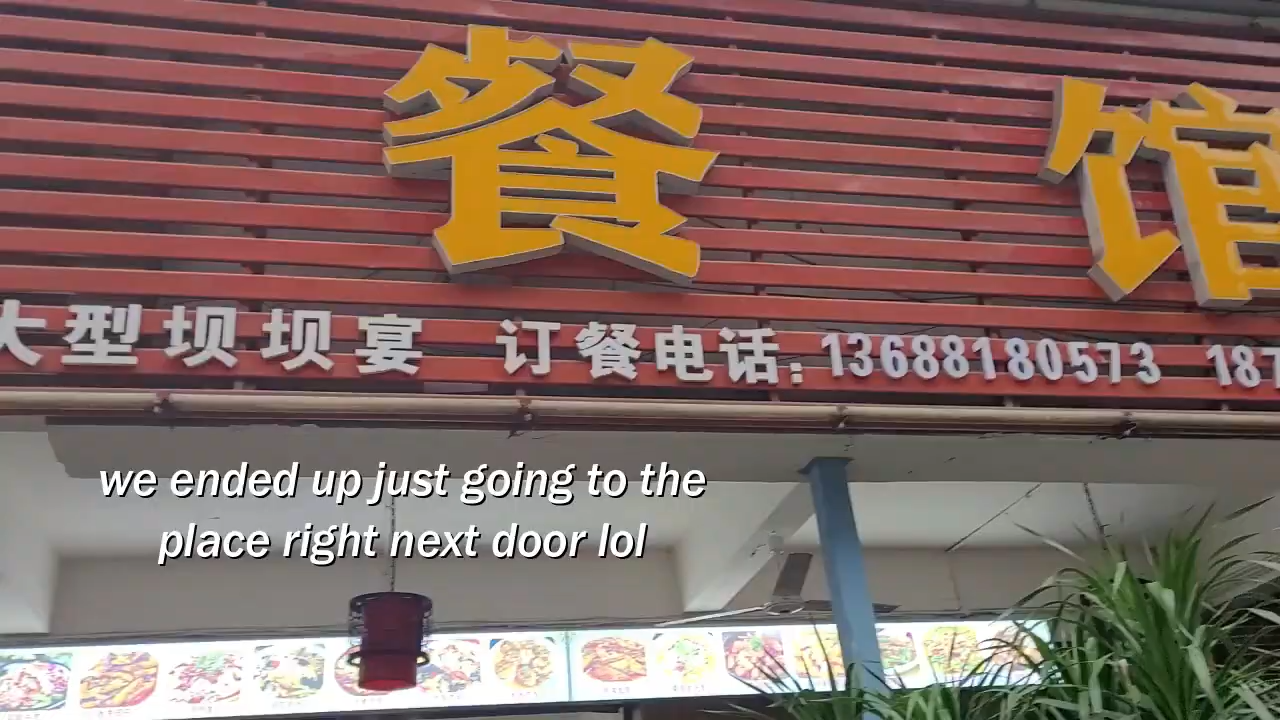 餐馆
大型坝坝宴 订餐电话:13688180573 187
we ended up just going to the
place right next door lol